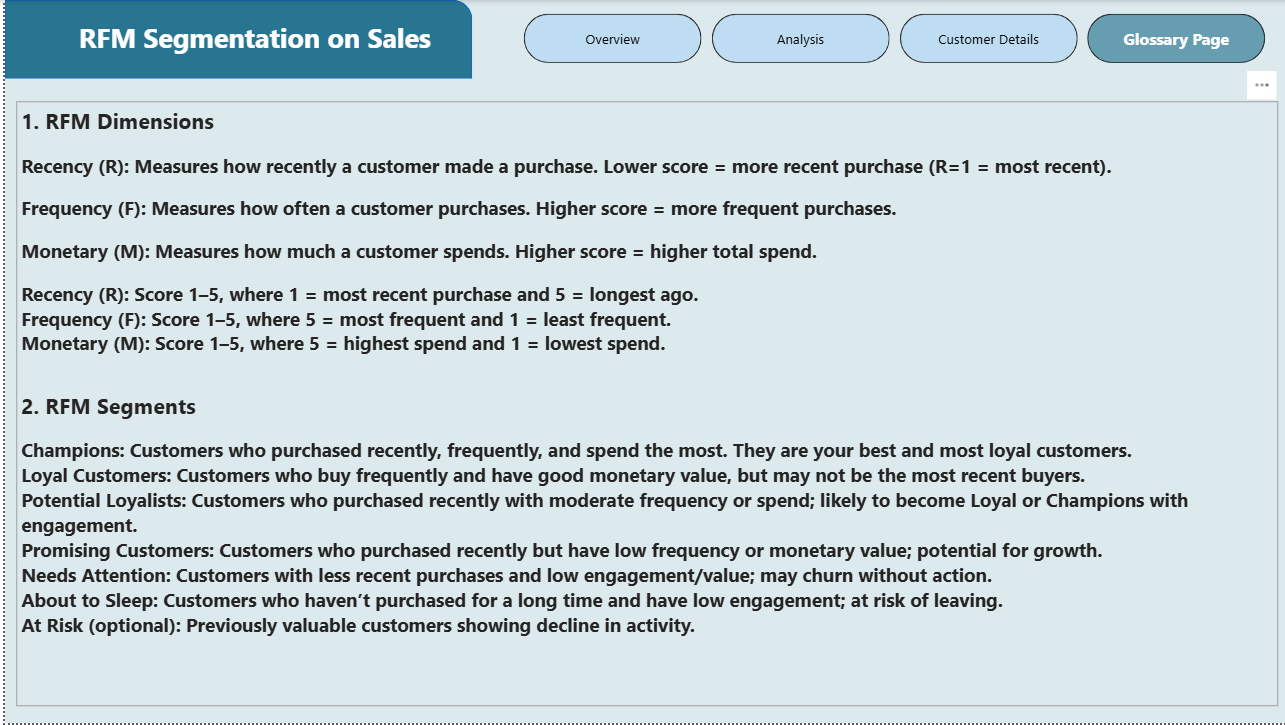 RFM Segmentation on Sales
Overview
Analysis
Customer Details
Glossary Page
1. RFM Dimensions
Recency (R): Measures how recently a customer made a purchase. Lower score = more recent purchase (R=1 = most recent).
Frequency (F): Measures how often a customer purchases. Higher score = more frequent purchases.
Monetary (M): Measures how much a customer spends. Higher score = higher total spend.
Recency (R): Score 1–5, where 1 = most recent purchase and 5 = longest ago.
Frequency (F): Score 1–5, where 5 = most frequent and 1 = least frequent.
Monetary (M): Score 1–5, where 5 = highest spend and 1 = lowest spend.
2. RFM Segments
Champions: Customers who purchased recently, frequently, and spend the most. They are your best and most loyal customers.
Loyal Customers: Customers who buy frequently and have good monetary value, but may not be the most recent buyers.
Potential Loyalists: Customers who purchased recently with moderate frequency or spend; likely to become Loyal or Champions with
engagement.
Promising Customers: Customers who purchased recently but have low frequency or monetary value; potential for growth.
Needs Attention: Customers with less recent purchases and low engagement/value; may churn without action.
About to Sleep: Customers who haven’t purchased for a long time and have low engagement; at risk of leaving.
At Risk (optional): Previously valuable customers showing decline in activity.